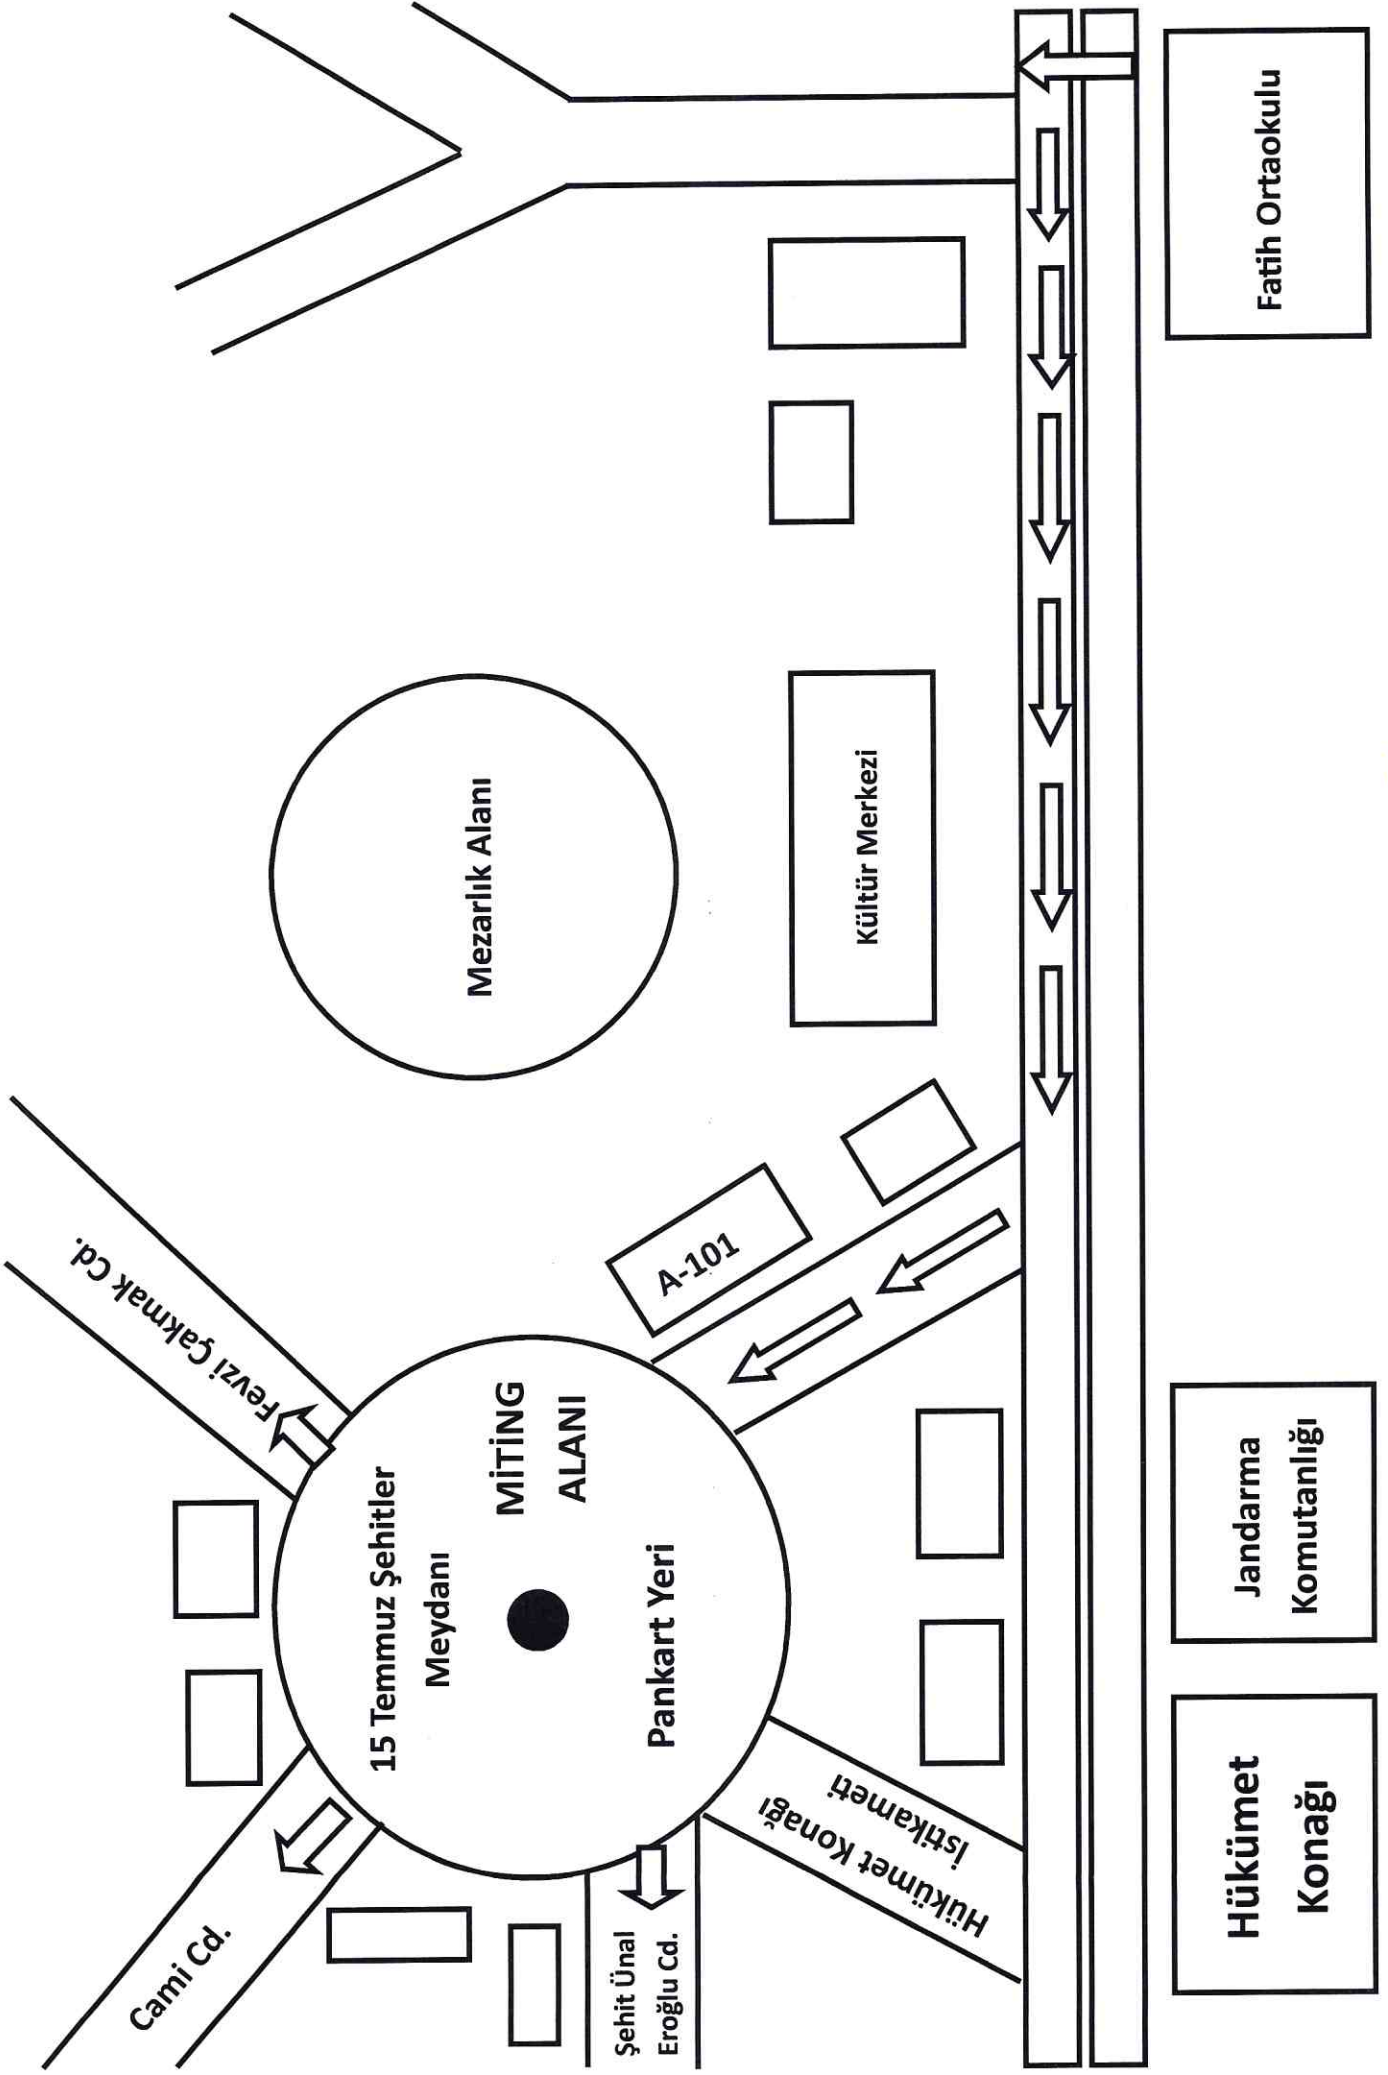 Cami Cd.
Fevzi Çakmak Cd.
15 Temmuz Şehitler
Meydanı
MİTİNG
ALANI
Pankart Yeri
Şehit Ünal
Eroğlu Cd.
Hükümet Konağı
İstikameti
A-101
Mezarlık Alanı
Kültür Merkezi
Hükümet
Konağı
Jandarma
Komutanlığı
Fatih Ortaokulu